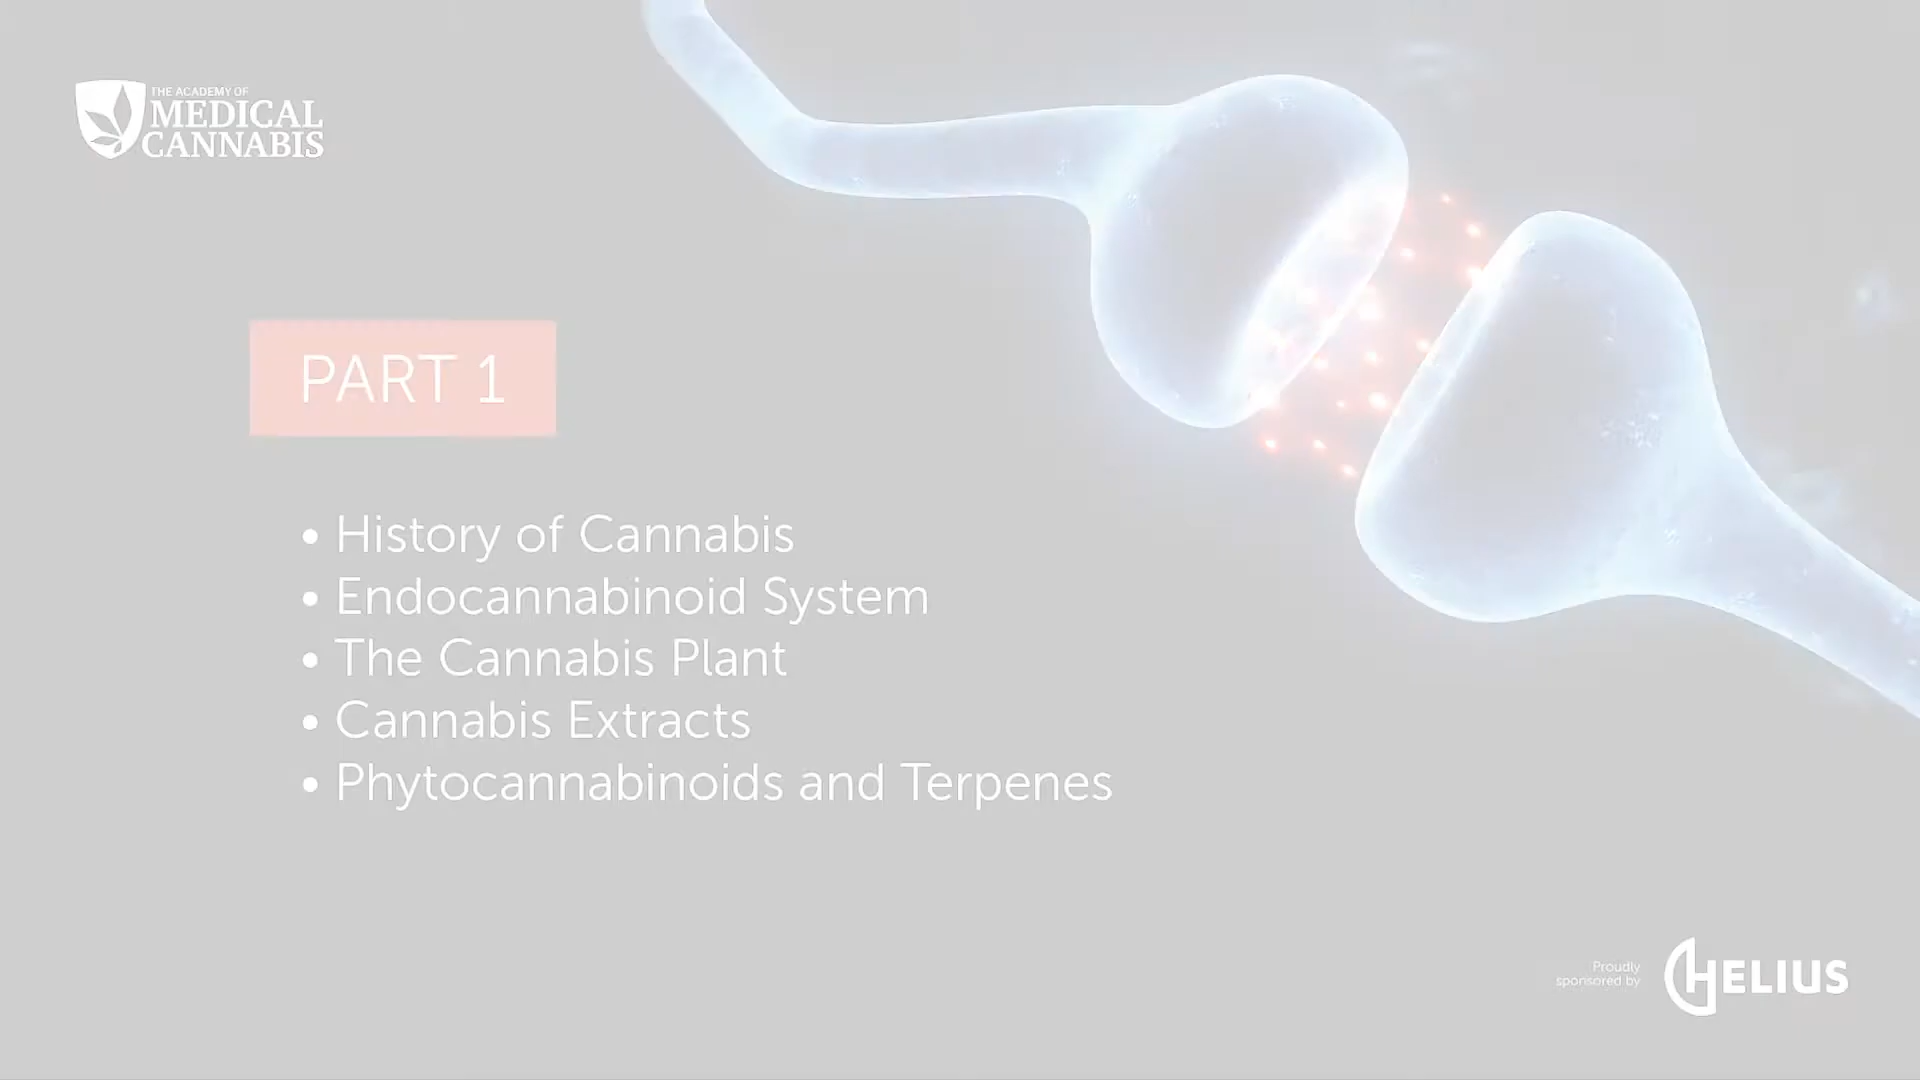 THE ACADEMY OF
MEDICAL
CANNABIS
PART 1
• History of Cannabis
• Endocannabinoid System
• The Cannabis Plant
• Cannabis Extracts
• Phytocannabinoids and Terpenes
Proudly
sponsored by
HELIUS